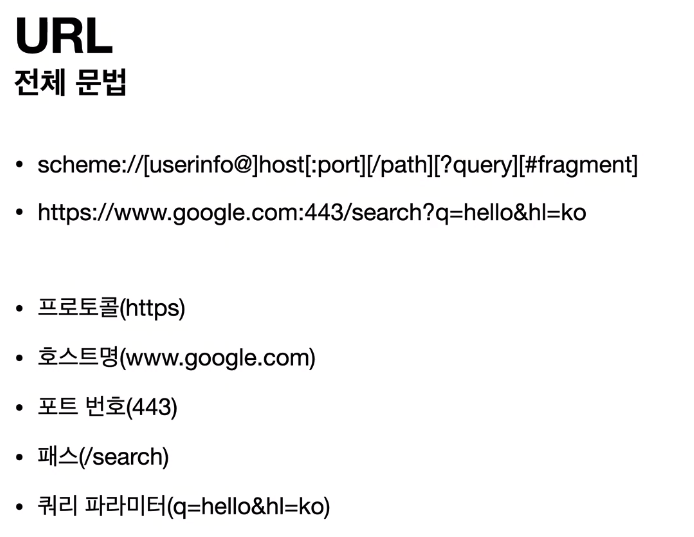 URL
전체 문법
• scheme://[userinfo@]host[:port][/path][?query][#fragment]
• https://www.google.com:443/search?q=hello&hl=ko
• 프로토콜(https)
• 호스트명(www.google.com)
• 포트 번호(443)
• 패스(/search)
• 쿼리 파라미터(q=hello&hl=ko)